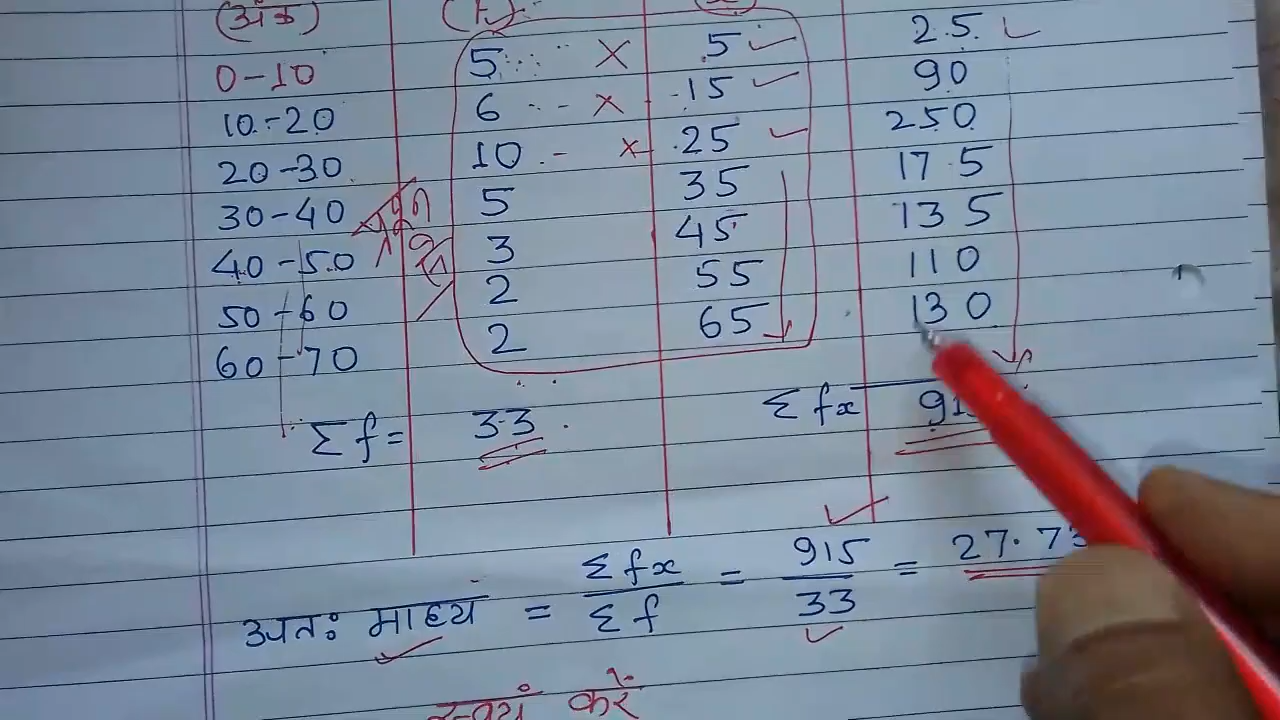 (अंक) (f) (x)
0-10 5 × 5 25
10-20 6 × 15 90
20-30 10 × 25 250
30-40 5 35 175
40-50 3 45 135
50-60 2 55 110
60-70 2 65 130
Σf = 33 Σfx 915
अतः माध्य = Σfx/Σf = 915/33 = 27.73
स्वयं करें